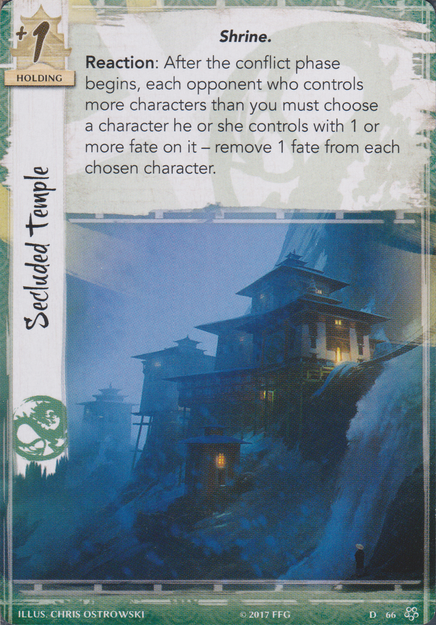 +1
HOLDING
Shrine.
Reaction: After the conflict phase
begins, each opponent who controls
more characters than you must choose
a character he or she controls with 1 or
more fate on it – remove 1 fate from each
chosen character.
Secluded Temple
ILLUS. CHRIS OSTROWSKI
© 2017 FFG
D 66